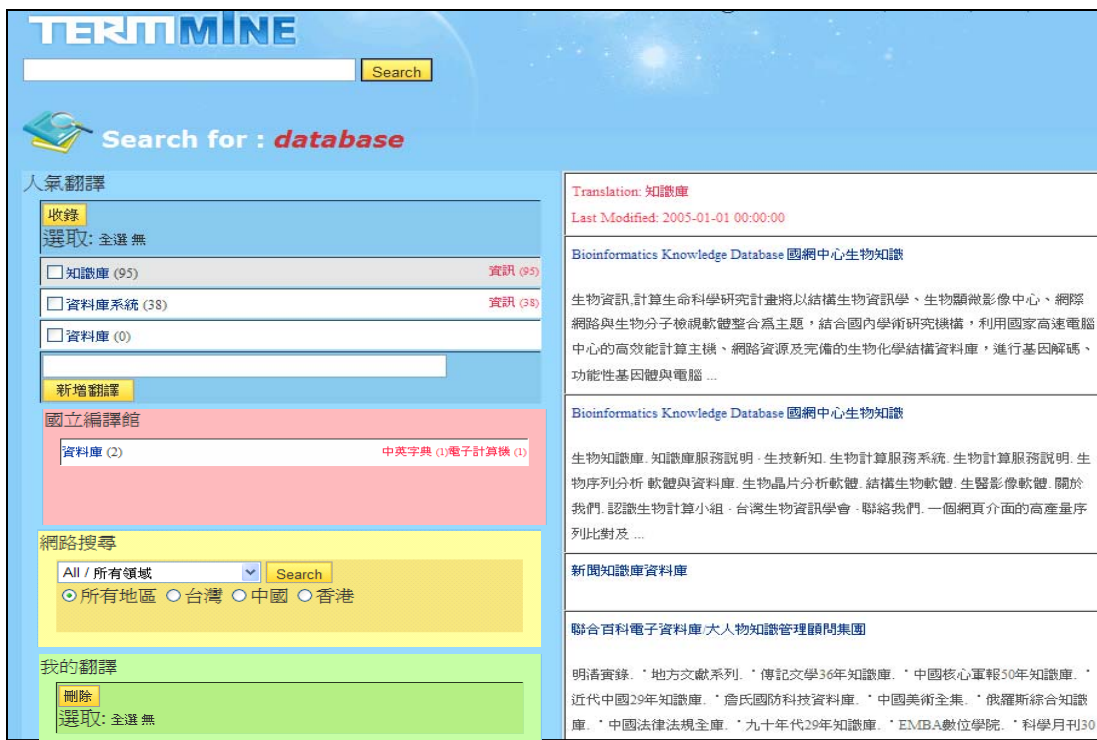 TERMMINE
Search
Search for : database
人氣翻譯
收錄
選取: 全選 無
知識庫 (95) 資訊 (95)
資料庫系統 (38) 資訊 (38)
資料庫 (0)
新增翻譯
國立編譯館
資料庫 (2) 中英字典 (1)電子計算機 (1)
網路搜尋
All / 所有領域 Search
所有地區 台灣 中國 香港
我的翻譯
刪除
選取: 全選 無
Translation: 知識庫
Last Modified: 2005-01-01 00:00:00
Bioinformatics Knowledge Database 國網中心生物知識
生物資訊,計算生命科學研究計畫將以結構生物資訊學、生物顯微影像中心、網際
網路與生物分子檢視軟體整合為主題，結合國內學術研究機構，利用國家高速電腦
中心的高效能計算主機、網路資源及完備的生物化學結構資料庫，進行基因解碼、
功能性基因體與電腦 ...
Bioinformatics Knowledge Database 國網中心生物知識
生物知識庫. 知識庫服務說明 · 生技新知. 生物計算服務系統. 生物計算服務說明. 生
物序列分析 軟體與資料庫. 生物晶片分析軟體. 結構生物軟體. 生醫影像軟體. 關於
我們. 認識生物計算小組 · 台灣生物資訊學會 · 聯絡我們. 一個網頁介面的高產量序
列比對及 ...
新聞知識庫資料庫
聯合百科電子資料庫/大人物知識管理顧問集團
明清實錄. ˙地方文獻系列. ˙傳記文學36年知識庫. ˙中國核心軍報50年知識庫. ˙
近代中國29年知識庫. ˙詹氏國防科技資料庫. ˙中國美術全集. ˙俄羅斯綜合知識
庫. ˙中國法律法規全庫. ˙九十年代29年知識庫. ˙EMBA數位學院. ˙科學月刊30